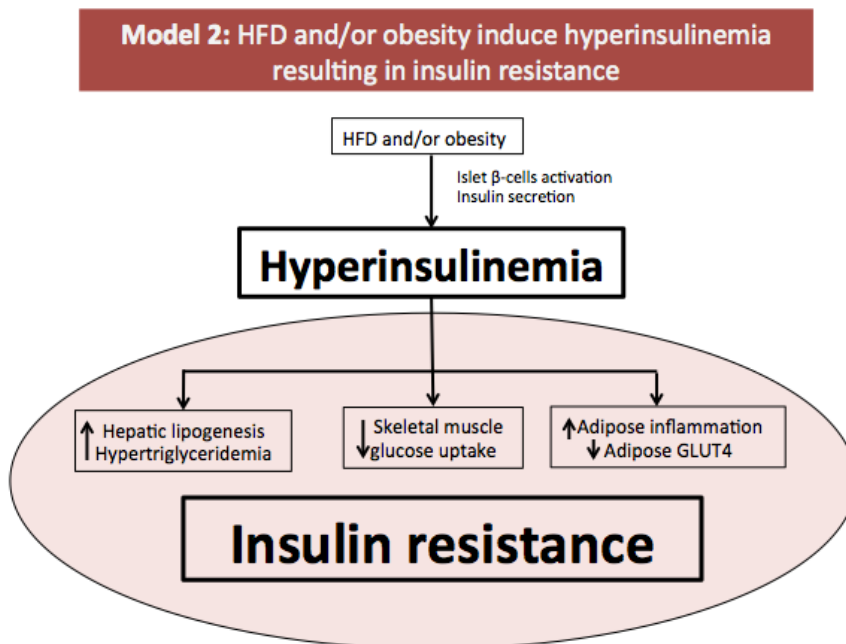 Model 2: HFD and/or obesity induce hyperinsulinemia
resulting in insulin resistance
HFD and/or obesity
Islet β-cells activation
Insulin secretion
Hyperinsulinemia
Hepatic lipogenesis
Hypertriglyceridemia
Skeletal muscle
glucose uptake
Adipose inflammation
Adipose GLUT4
Insulin resistance